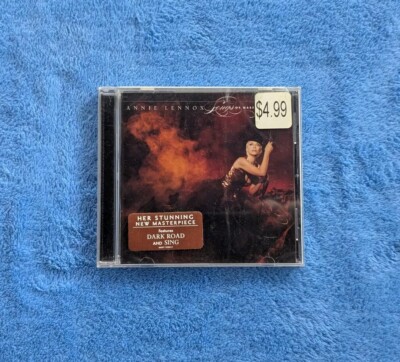 ANNIE LENNOX
$4.99
HER STUNNING
NEW MASTERPIECE
features
DARK ROAD
AND SING